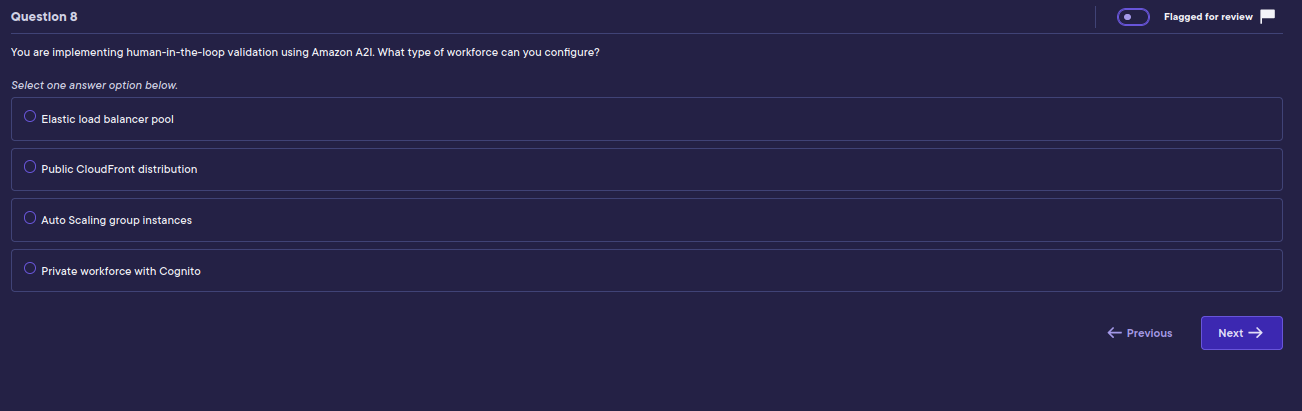 Question 8
Flagged for review
You are implementing human-in-the-loop validation using Amazon A2I. What type of workforce can you configure?
Select one answer option below.
Elastic load balancer pool
Public CloudFront distribution
Auto Scaling group instances
Private workforce with Cognito
Previous
Next